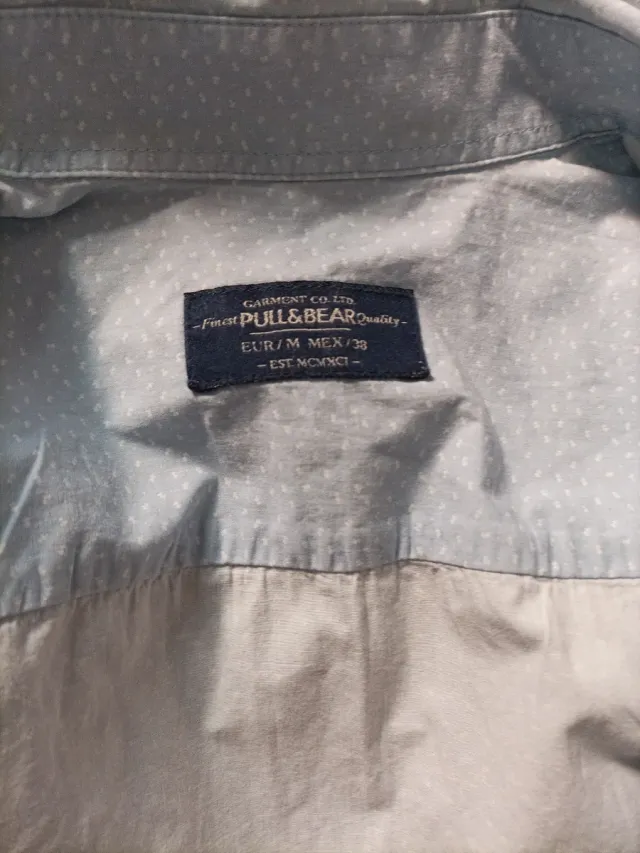 GARMENT CO. LTD.
-Finest PULL&BEAR Quality-
EUR/M MEX/38
- EST. MCMXCI -